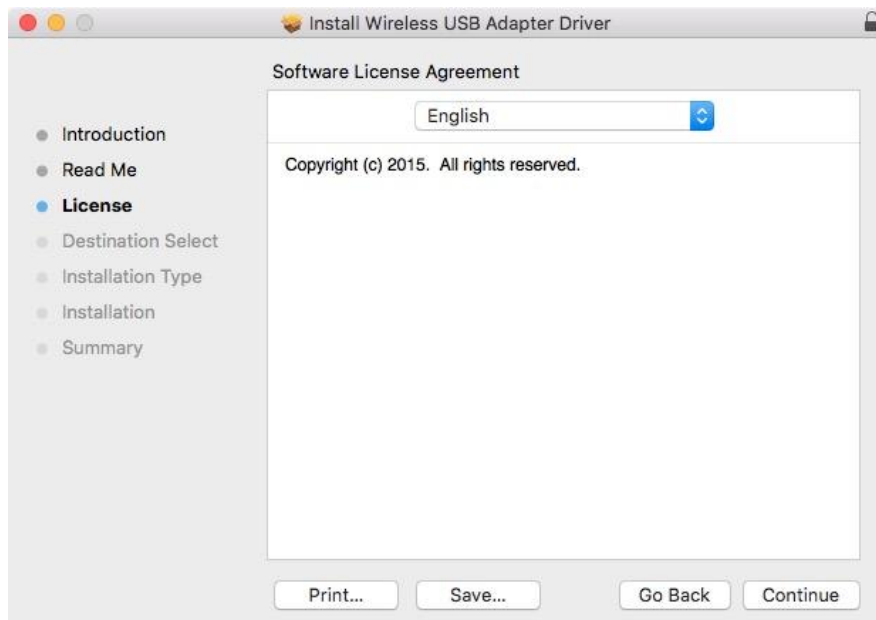 Install Wireless USB Adapter Driver
Software License Agreement
Introduction
Read Me
License
Destination Select
Installation Type
Installation
Summary
English
Copyright (c) 2015.  All rights reserved.
Print...
Save...
Go Back
Continue